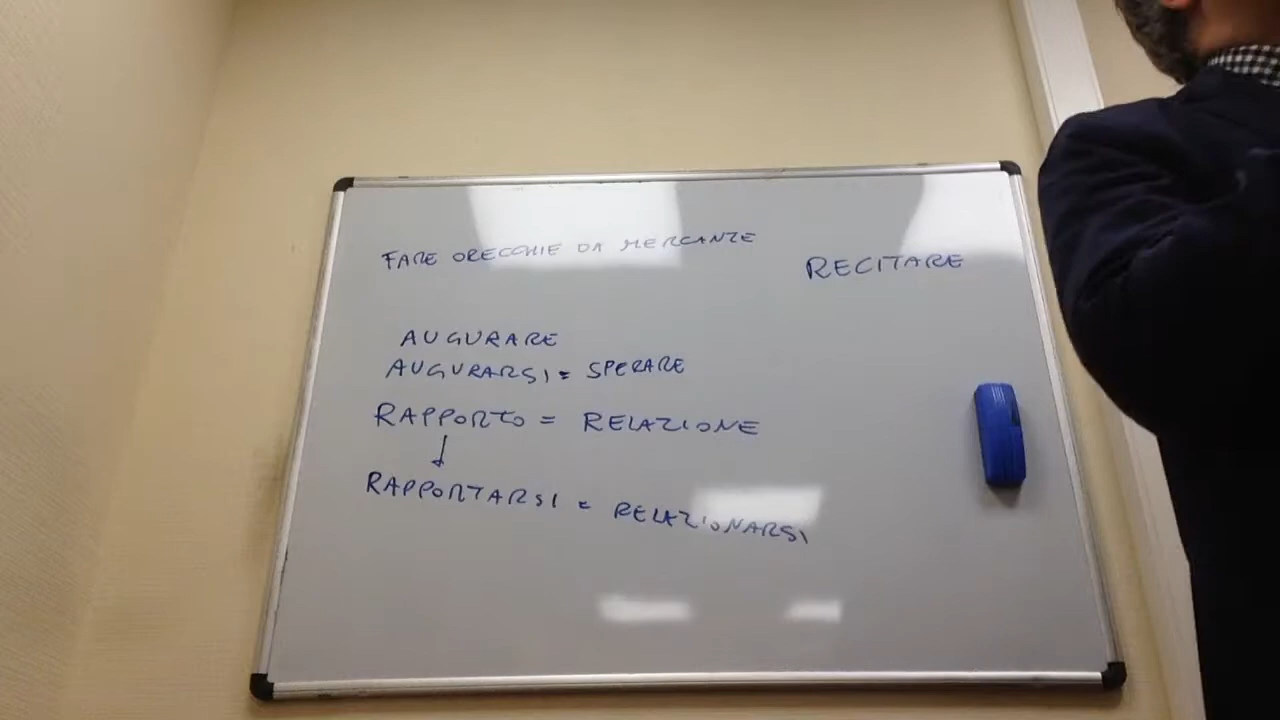 FARE ORECCHIE DA MERCANTE
RECITARE
AUGURARE
AUGURARSI = SPERARE
RAPPORTO = RELAZIONE
RAPPORTARSI = RELAZIONARSI